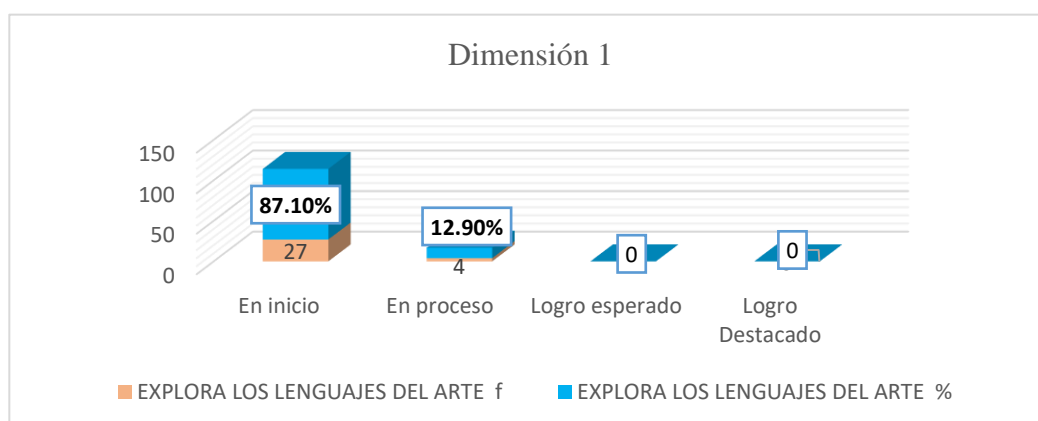 Dimensión 1
150
100
50
0
87.10%
27
12.90%
4
0
0
En inicio
En proceso
Logro esperado
Logro
Destacado
EXPLORA LOS LENGUAJES DEL ARTE f
EXPLORA LOS LENGUAJES DEL ARTE %